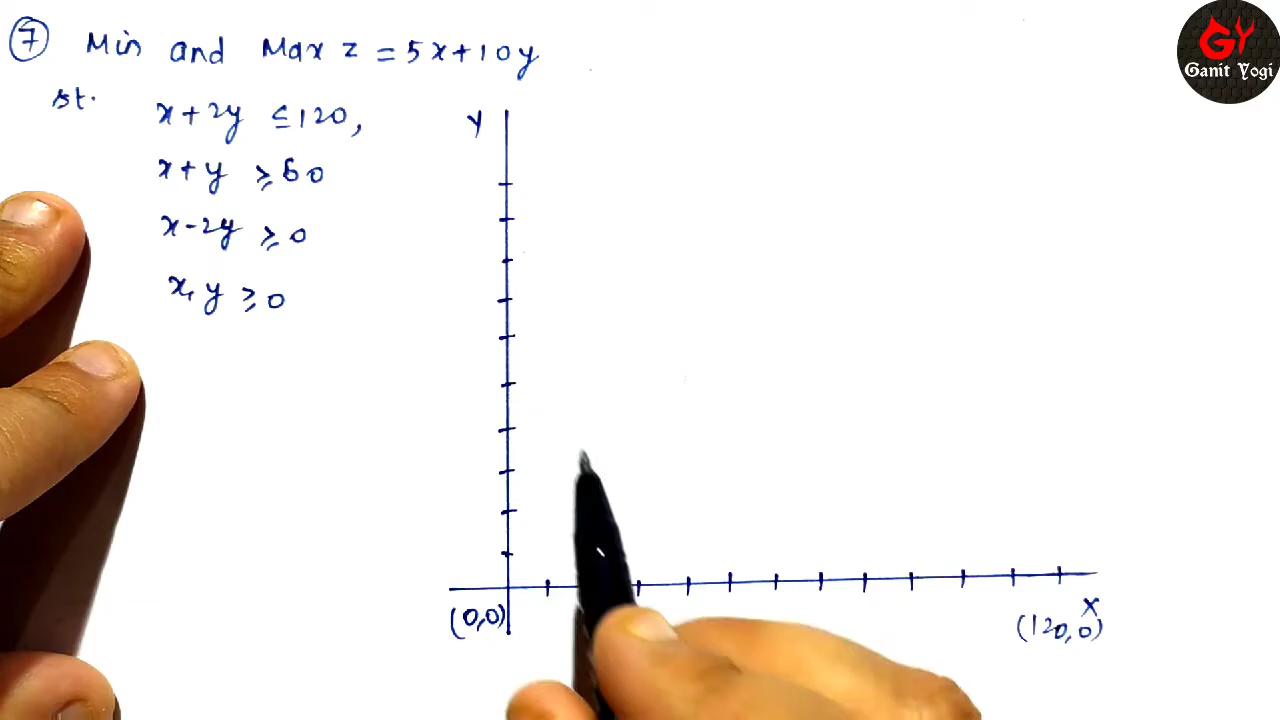 7 Min and Max z = 5x+10y
st. x+2y ≤ 120,
x+y ≥ 60
x-2y ≥ 0
x, y ≥ 0
Y
(0,0)
X
(120,0)
GY
Ganit Yogi